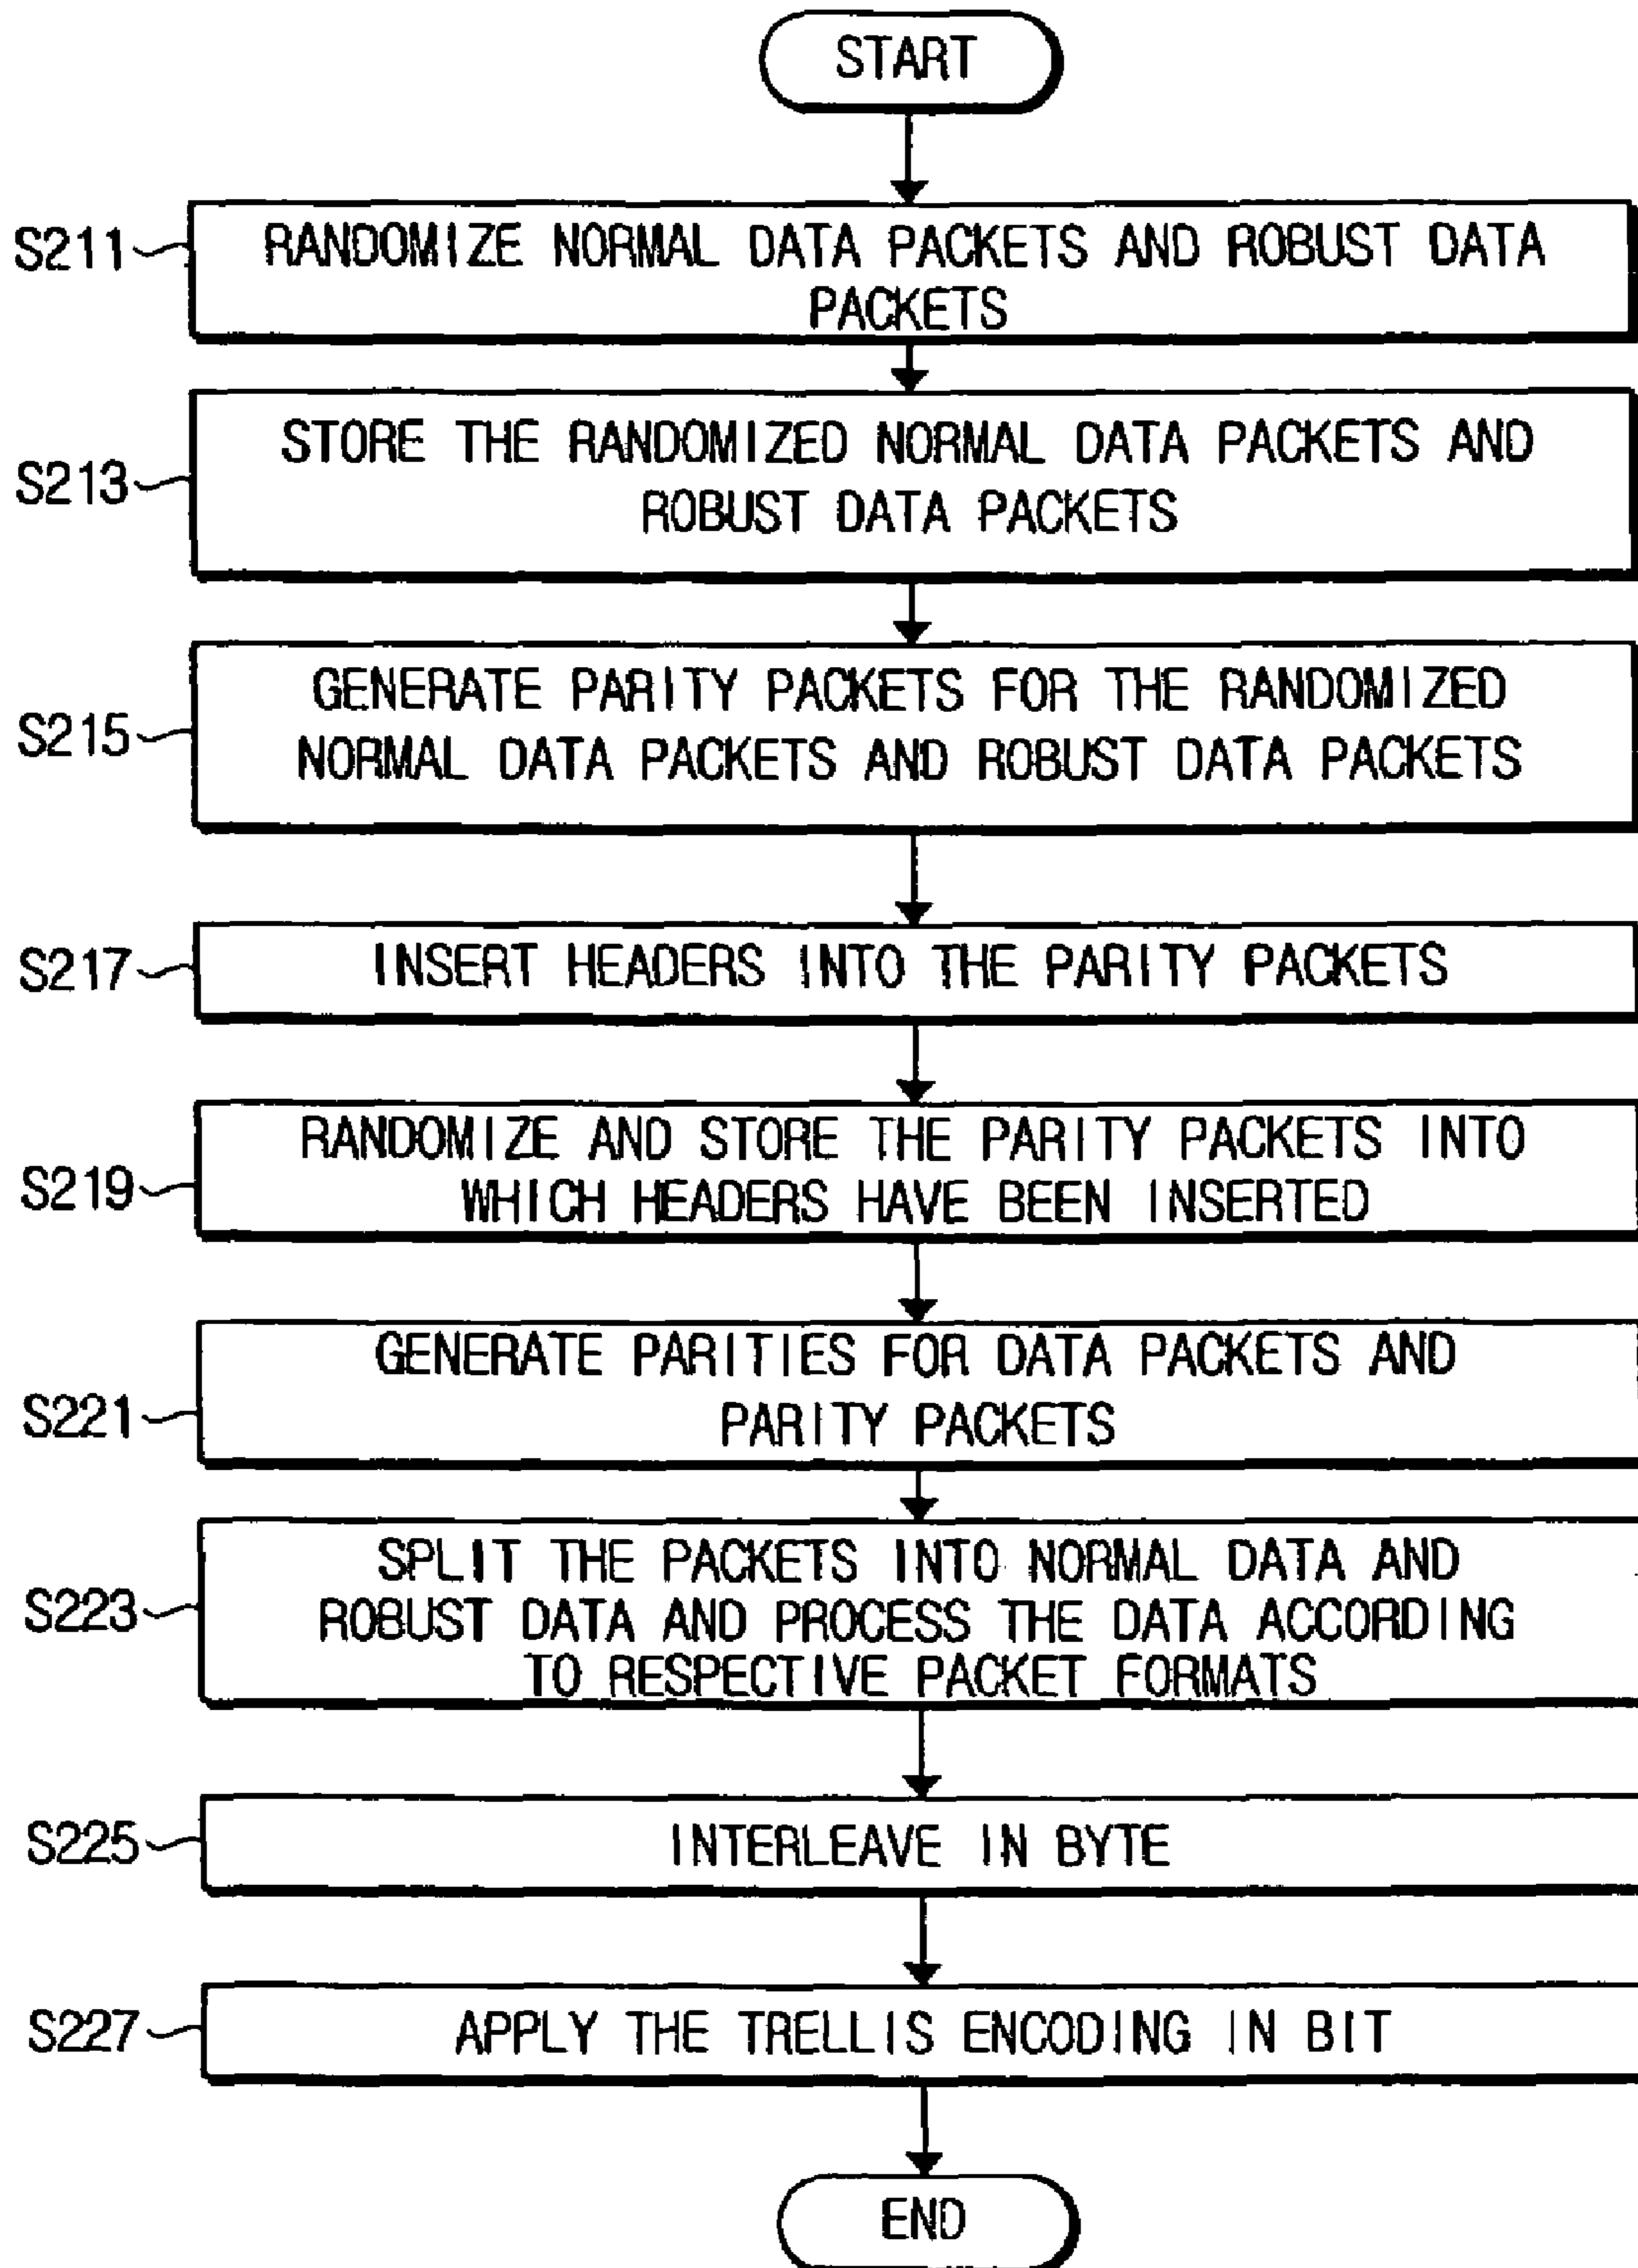 START
S211
RANDOMIZE NORMAL DATA PACKETS AND ROBUST DATA
PACKETS
S213
STORE THE RANDOMIZED NORMAL DATA PACKETS AND
ROBUST DATA PACKETS
S215
GENERATE PARITY PACKETS FOR THE RANDOMIZED
NORMAL DATA PACKETS AND ROBUST DATA PACKETS
S217
INSERT HEADERS INTO THE PARITY PACKETS
S219
RANDOMIZE AND STORE THE PARITY PACKETS INTO
WHICH HEADERS HAVE BEEN INSERTED
S221
GENERATE PARITIES FOR DATA PACKETS AND
PARITY PACKETS
S223
SPLIT THE PACKETS INTO NORMAL DATA AND
ROBUST DATA AND PROCESS THE DATA ACCORDING
TO RESPECTIVE PACKET FORMATS
S225
INTERLEAVE IN BYTE
S227
APPLY THE TRELLIS ENCODING IN BIT
END